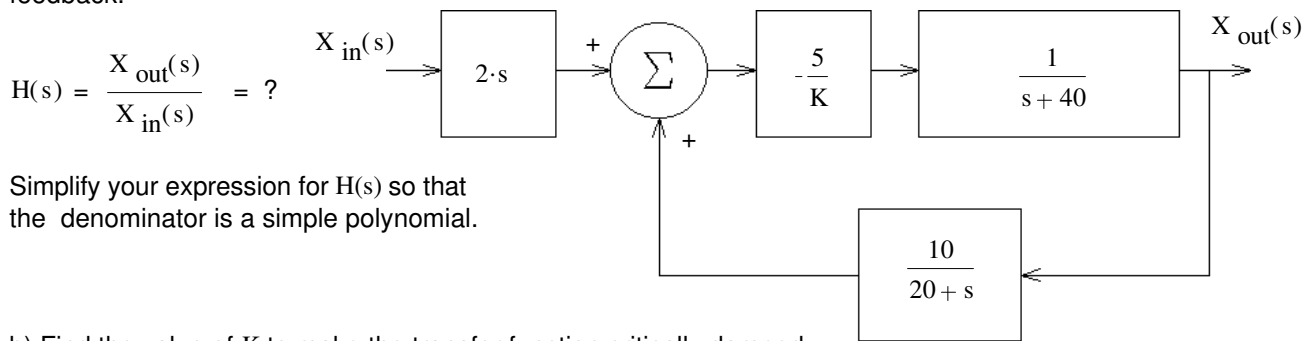 feedback.
H(s) = X out(s) / X in(s) = ?
X in(s)
2·s
+
Σ
+
-5/K
1/(s + 40)
X out(s)
Simplify your expression for H(s) so that
the denominator is a simple polynomial.
10/(20 + s)
b) Find the value of K to make the transfer function critically damped.